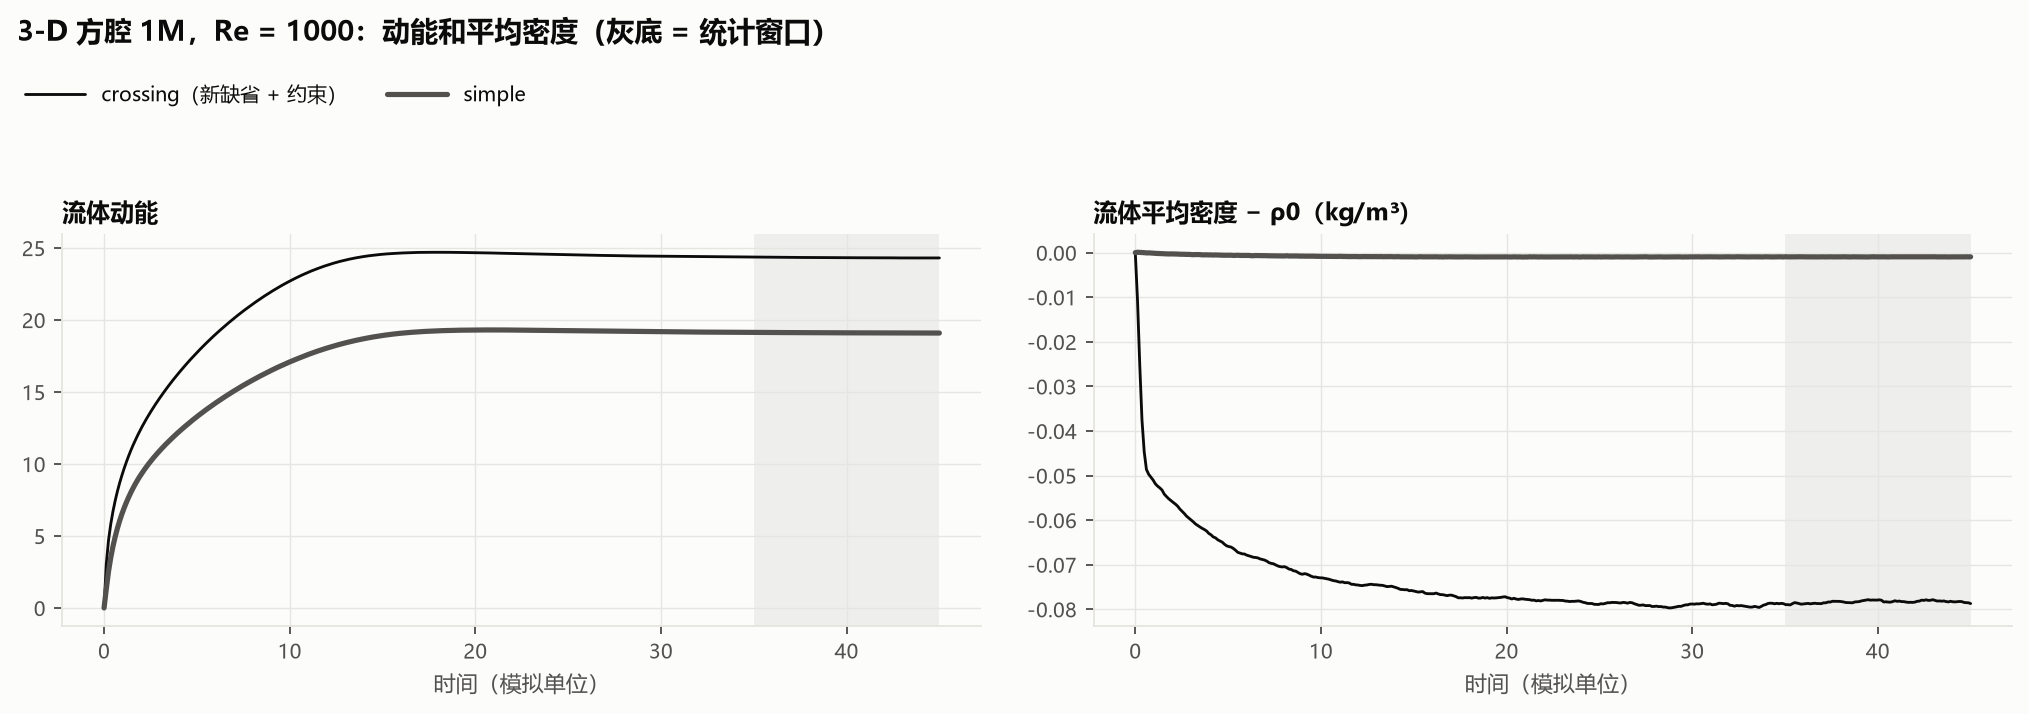 3-D 方腔 1M，Re = 1000：动能和平均密度（灰底 = 统计窗口）
crossing（新缺省 + 约束） simple
流体动能
25
20
15
10
5
0
0 10 20 30 40
时间（模拟单位）
流体平均密度 − ρ0（kg/m³）
0.00
-0.01
-0.02
-0.03
-0.04
-0.05
-0.06
-0.07
-0.08
0 10 20 30 40
时间（模拟单位）